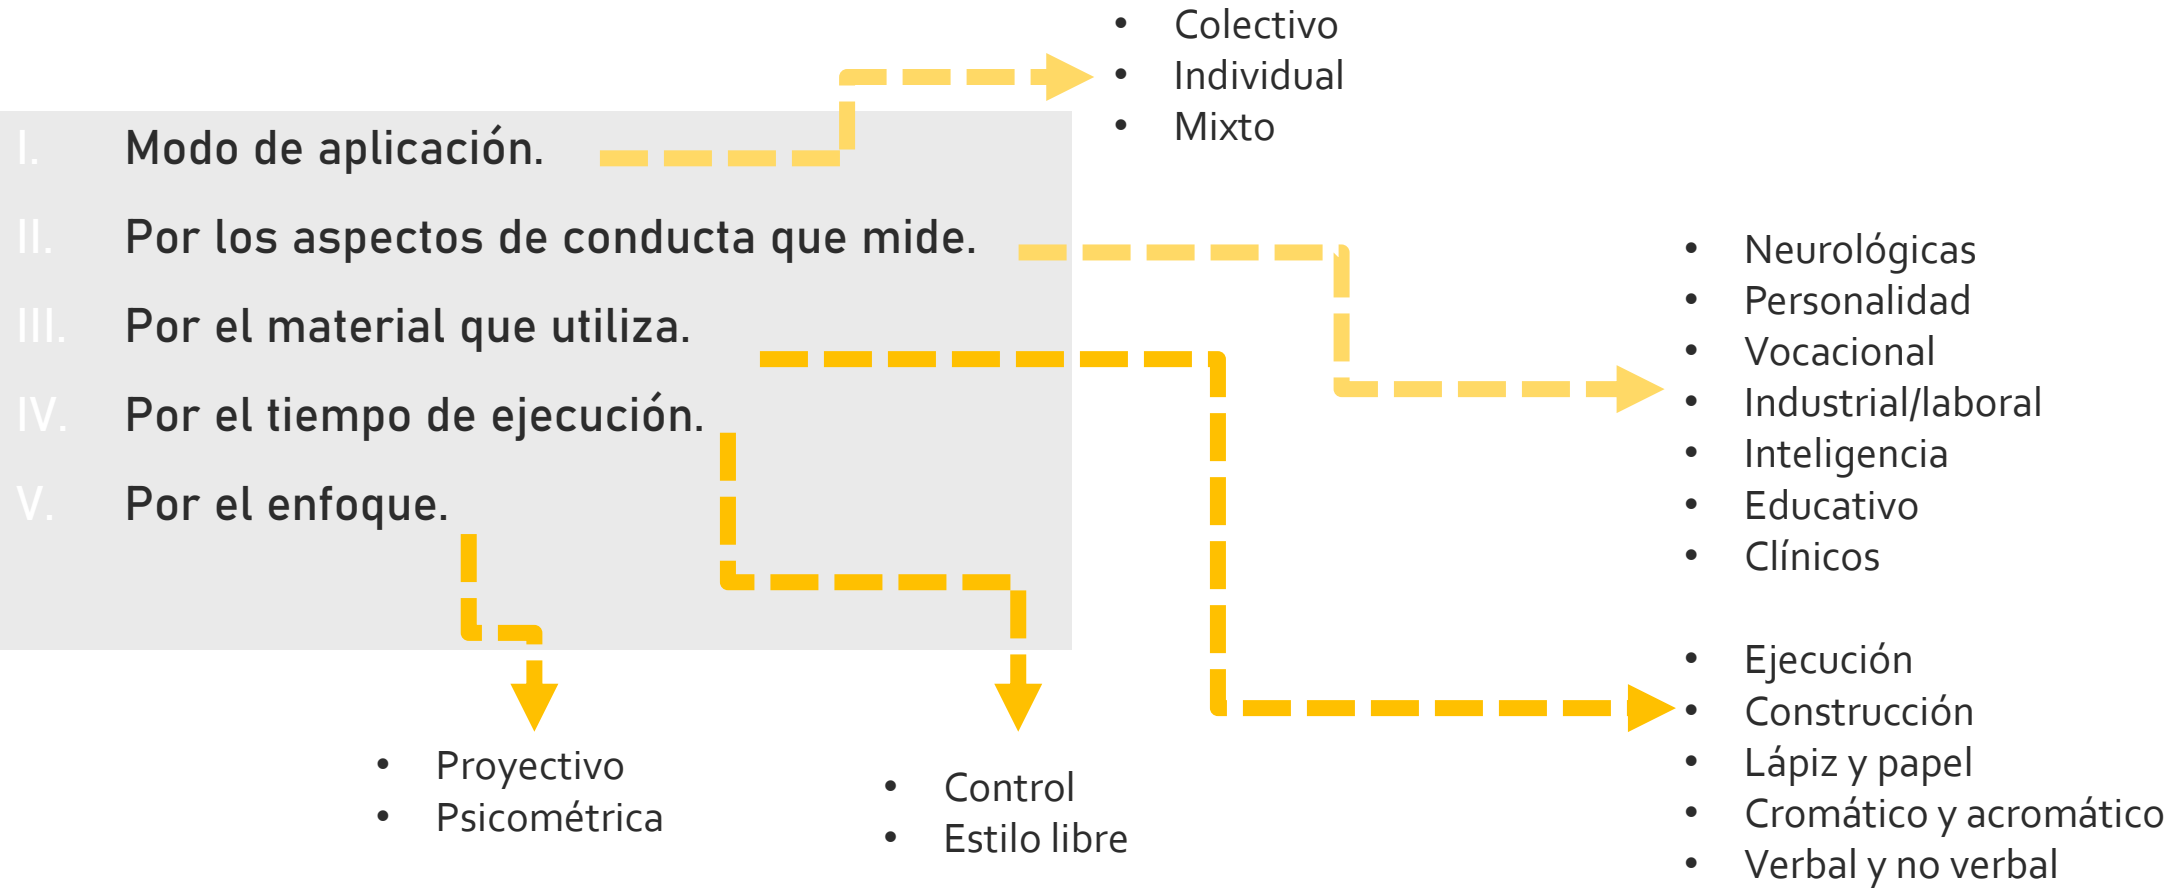 • Colectivo
• Individual
• Mixto
I. Modo de aplicación.
II. Por los aspectos de conducta que mide.
III. Por el material que utiliza.
IV. Por el tiempo de ejecución.
V. Por el enfoque.
• Neurológicas
• Personalidad
• Vocacional
• Industrial/laboral
• Inteligencia
• Educativo
• Clínicos
• Ejecución
• Construcción
• Lápiz y papel
• Cromático y acromático
• Verbal y no verbal
• Proyectivo
• Psicométrica
• Control
• Estilo libre